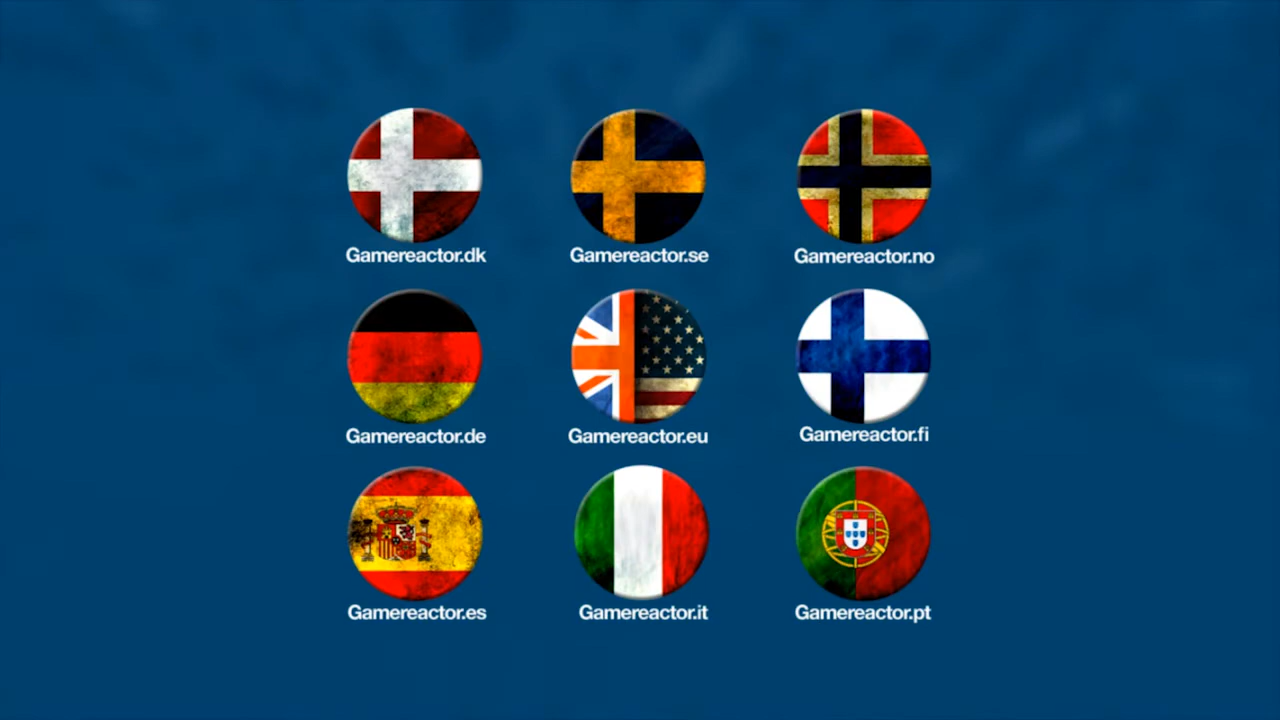 Gamereactor.dk
Gamereactor.se
Gamereactor.no
Gamereactor.de
Gamereactor.eu
Gamereactor.fi
Gamereactor.es
Gamereactor.it
Gamereactor.pt